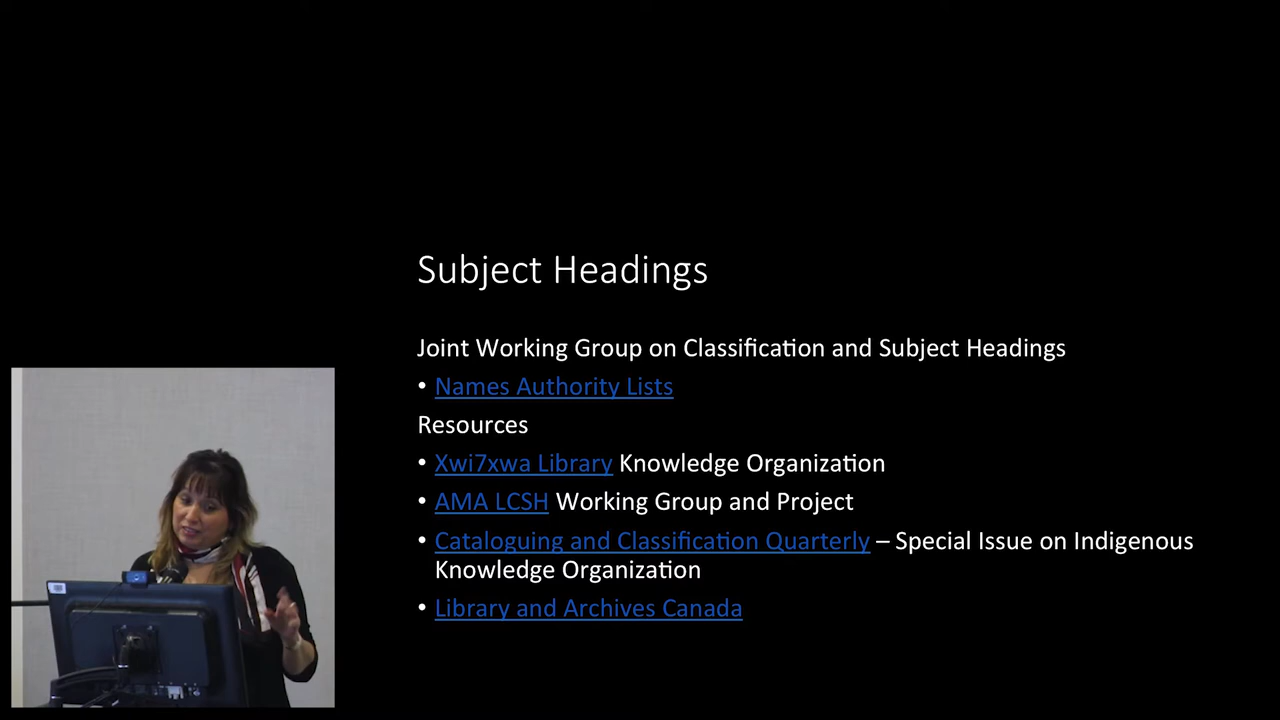 Subject Headings
Joint Working Group on Classification and Subject Headings
• Names Authority Lists
Resources
• Xwi7xwa Library Knowledge Organization
• AMA LCSH Working Group and Project
• Cataloguing and Classification Quarterly – Special Issue on Indigenous
Knowledge Organization
• Library and Archives Canada